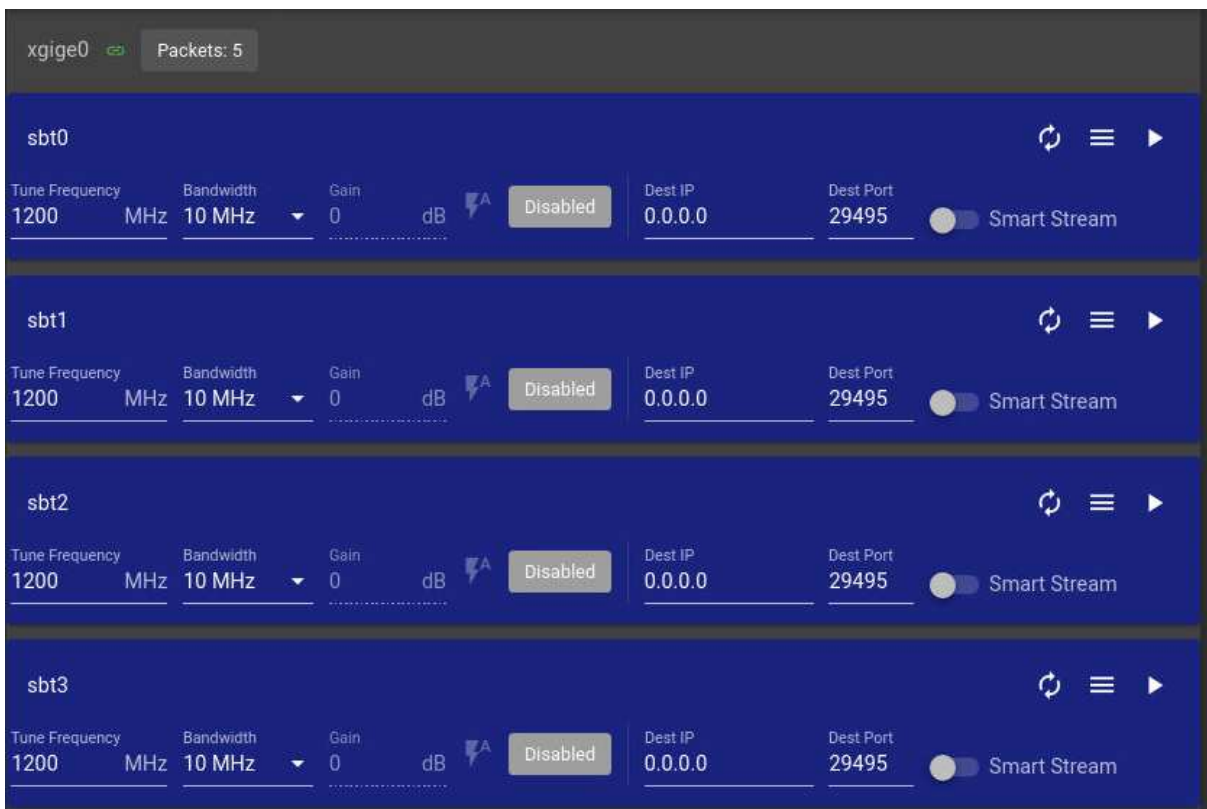 xgige0 Packets: 5
sbt0
Tune Frequency Bandwidth Gain Dest IP Dest Port
1200 MHz 10 MHz 0 dB A Disabled 0.0.0.0 29495 Smart Stream
sbt1
Tune Frequency Bandwidth Gain Dest IP Dest Port
1200 MHz 10 MHz 0 dB A Disabled 0.0.0.0 29495 Smart Stream
sbt2
Tune Frequency Bandwidth Gain Dest IP Dest Port
1200 MHz 10 MHz 0 dB A Disabled 0.0.0.0 29495 Smart Stream
sbt3
Tune Frequency Bandwidth Gain Dest IP Dest Port
1200 MHz 10 MHz 0 dB A Disabled 0.0.0.0 29495 Smart Stream